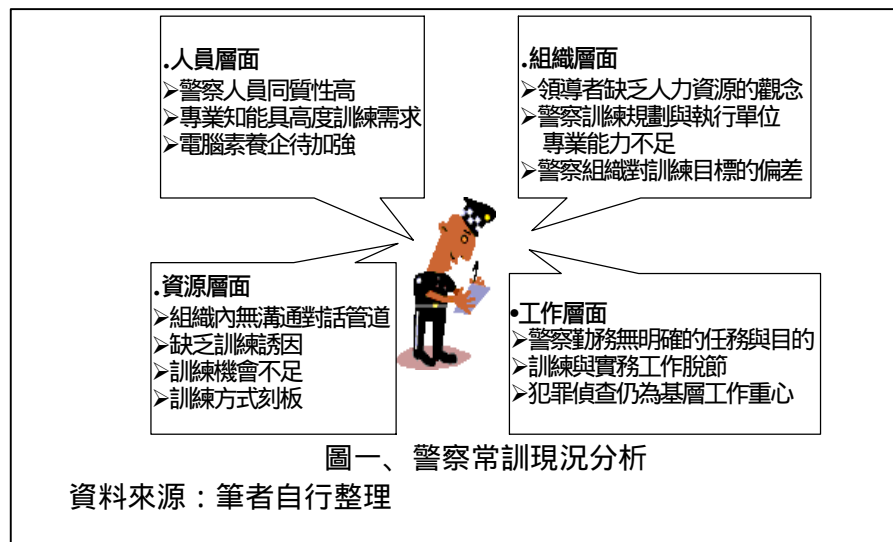 .人員層面
➢警察人員同質性高
➢專業知能具高度訓練需求
➢電腦素養企待加強
.組織層面
➢領導者缺乏人力資源的觀念
➢警察訓練規劃與執行單位
專業能力不足
➢警察組織對訓練目標的偏差
.資源層面
➢組織內無溝通對話管道
➢缺乏訓練誘因
➢訓練機會不足
➢訓練方式刻板
•工作層面
➢警察勤務無明確的任務與目的
➢訓練與實務工作脫節
➢犯罪偵查仍為基層工作重心
圖一、警察常訓現況分析
資料來源：筆者自行整理